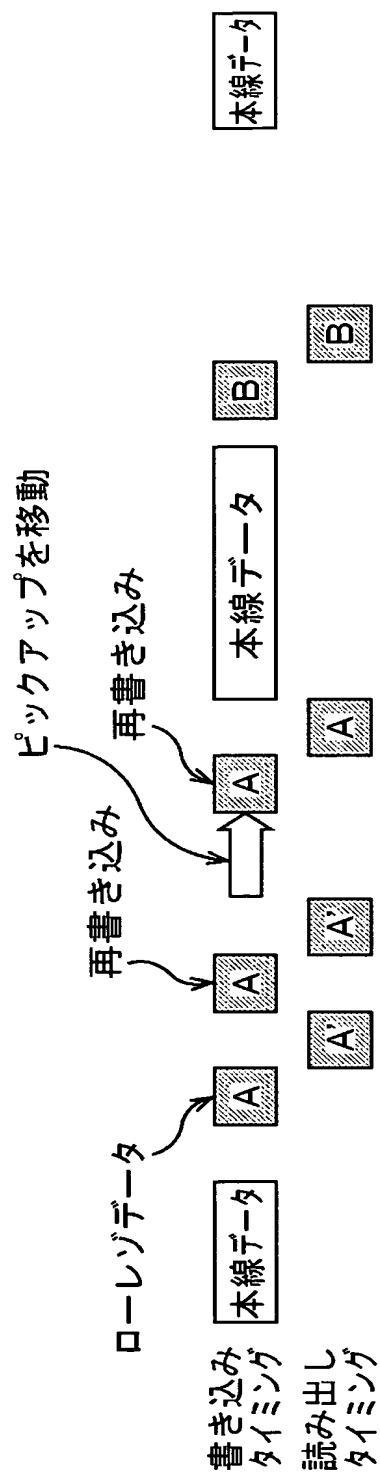 ローレゾデータ
再書き込み
再書き込み
ピックアップを移動
書き込み
タイミング
本線データ
A
A
A
本線データ
B
本線データ
読み出し
タイミング
A'
A'
A
B